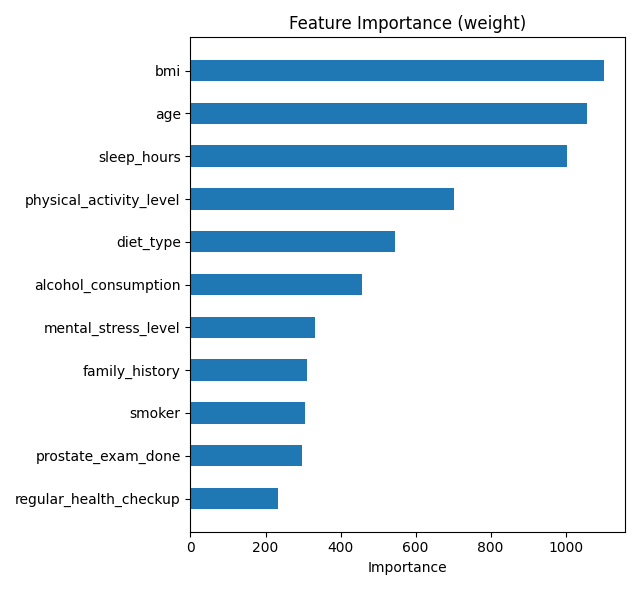 Feature Importance (weight)
bmi
age
sleep_hours
physical_activity_level
diet_type
alcohol_consumption
mental_stress_level
family_history
smoker
prostate_exam_done
regular_health_checkup
0 200 400 600 800 1000
Importance